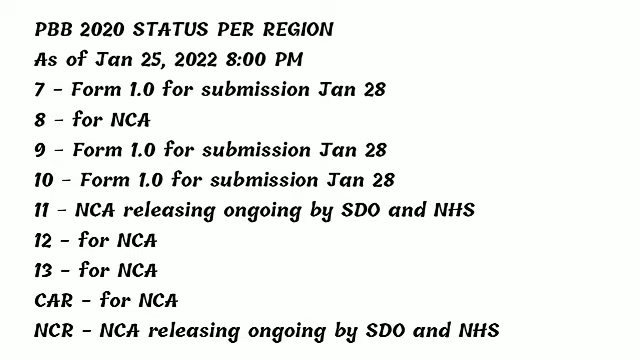 PBB 2020 STATUS PER REGION
As of Jan 25, 2022 8:00 PM
7 - Form 1.0 for submission Jan 28
8 - for NCA
9 - Form 1.0 for submission Jan 28
10 - Form 1.0 for submission Jan 28
11 - NCA releasing ongoing by SDO and NHS
12 - for NCA
13 - for NCA
CAR - for NCA
NCR - NCA releasing ongoing by SDO and NHS